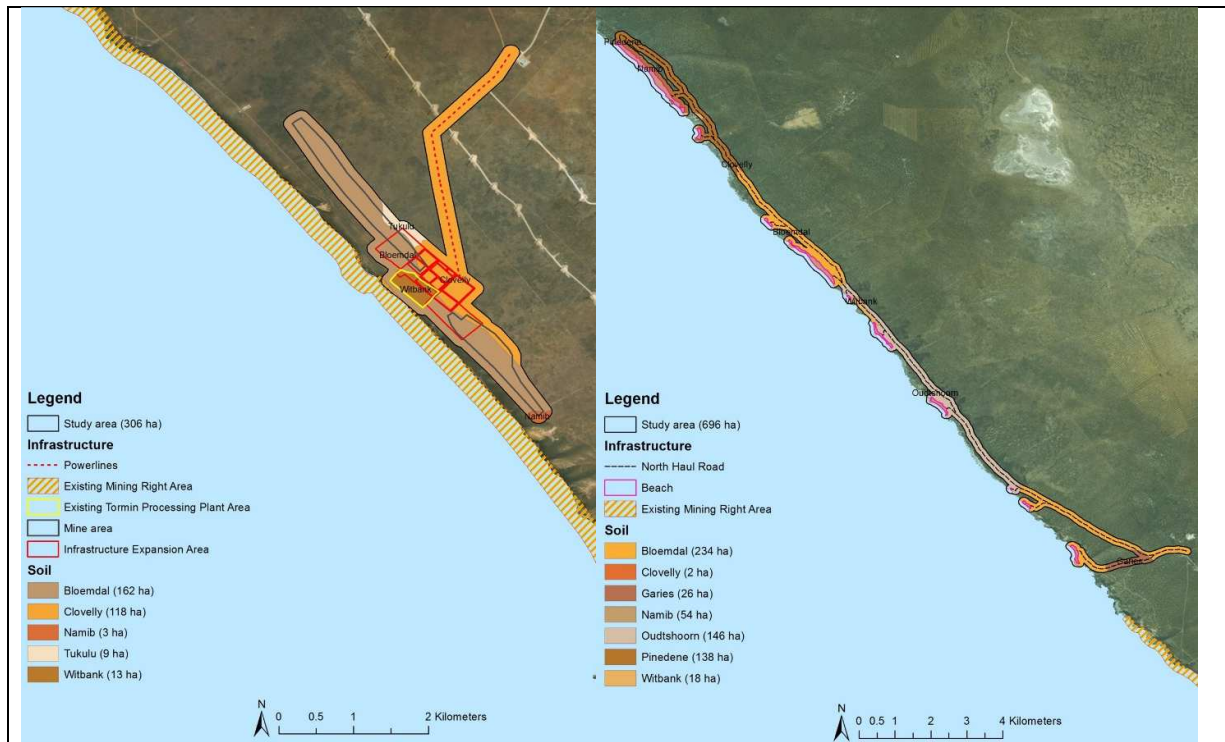 Tukulu
Bloemdal
Clovelly
Witbank
Namib
Legend
Study area (306 ha)
Infrastructure
Powerlines
Existing Mining Right Area
Existing Tormin Processing Plant Area
Mine area
Infrastructure Expansion Area
Soil
Bloemdal (162 ha)
Clovelly (118 ha)
Namib (3 ha)
Tukulu (9 ha)
Witbank (13 ha)
N
0 0.5 1 2 Kilometers
Pinedene
Namib
Clovelly
Bloemdal
Witbank
Oudtshoorn
Garies
Legend
Study area (696 ha)
Infrastructure
North Haul Road
Beach
Existing Mining Right Area
Soil
Bloemdal (234 ha)
Clovelly (2 ha)
Garies (26 ha)
Namib (54 ha)
Oudtshoorn (146 ha)
Pinedene (138 ha)
Witbank (18 ha)
N
0 0.5 1 2 3 4 Kilometers